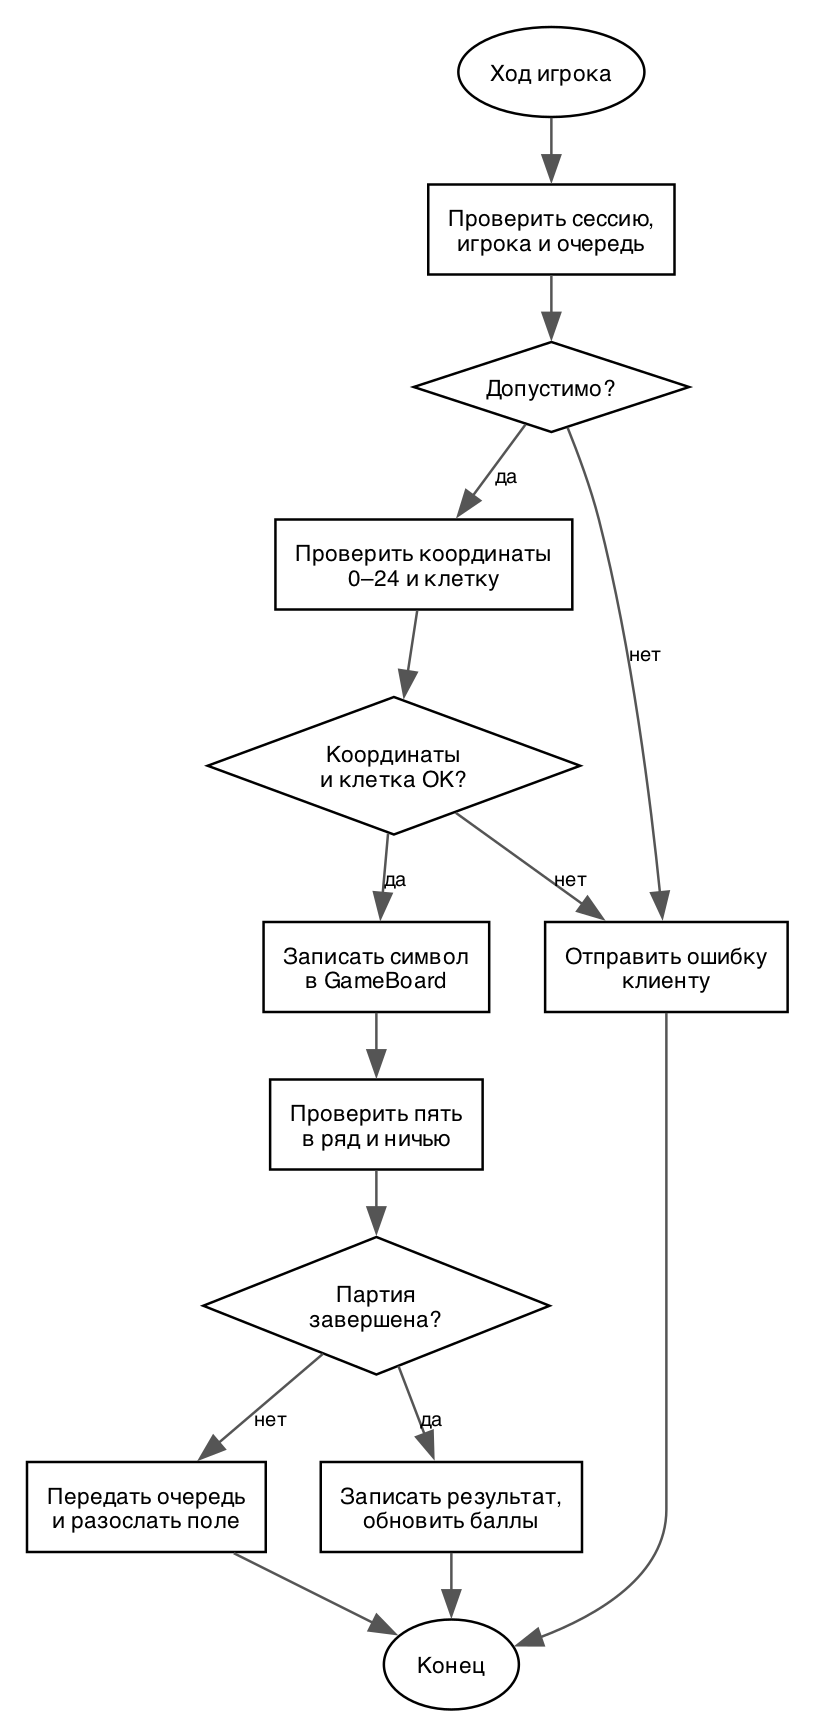 Ход игрока
Проверить сессию,
игрока и очередь
Допустимо?
да
Проверить координаты
0–24 и клетку
нет
Координаты
и клетка OK?
да
нет
Записать символ
в GameBoard
Отправить ошибку
клиенту
Проверить пять
в ряд и ничью
Партия
завершена?
нет
да
Передать очередь
и разослать поле
Записать результат,
обновить баллы
Конец